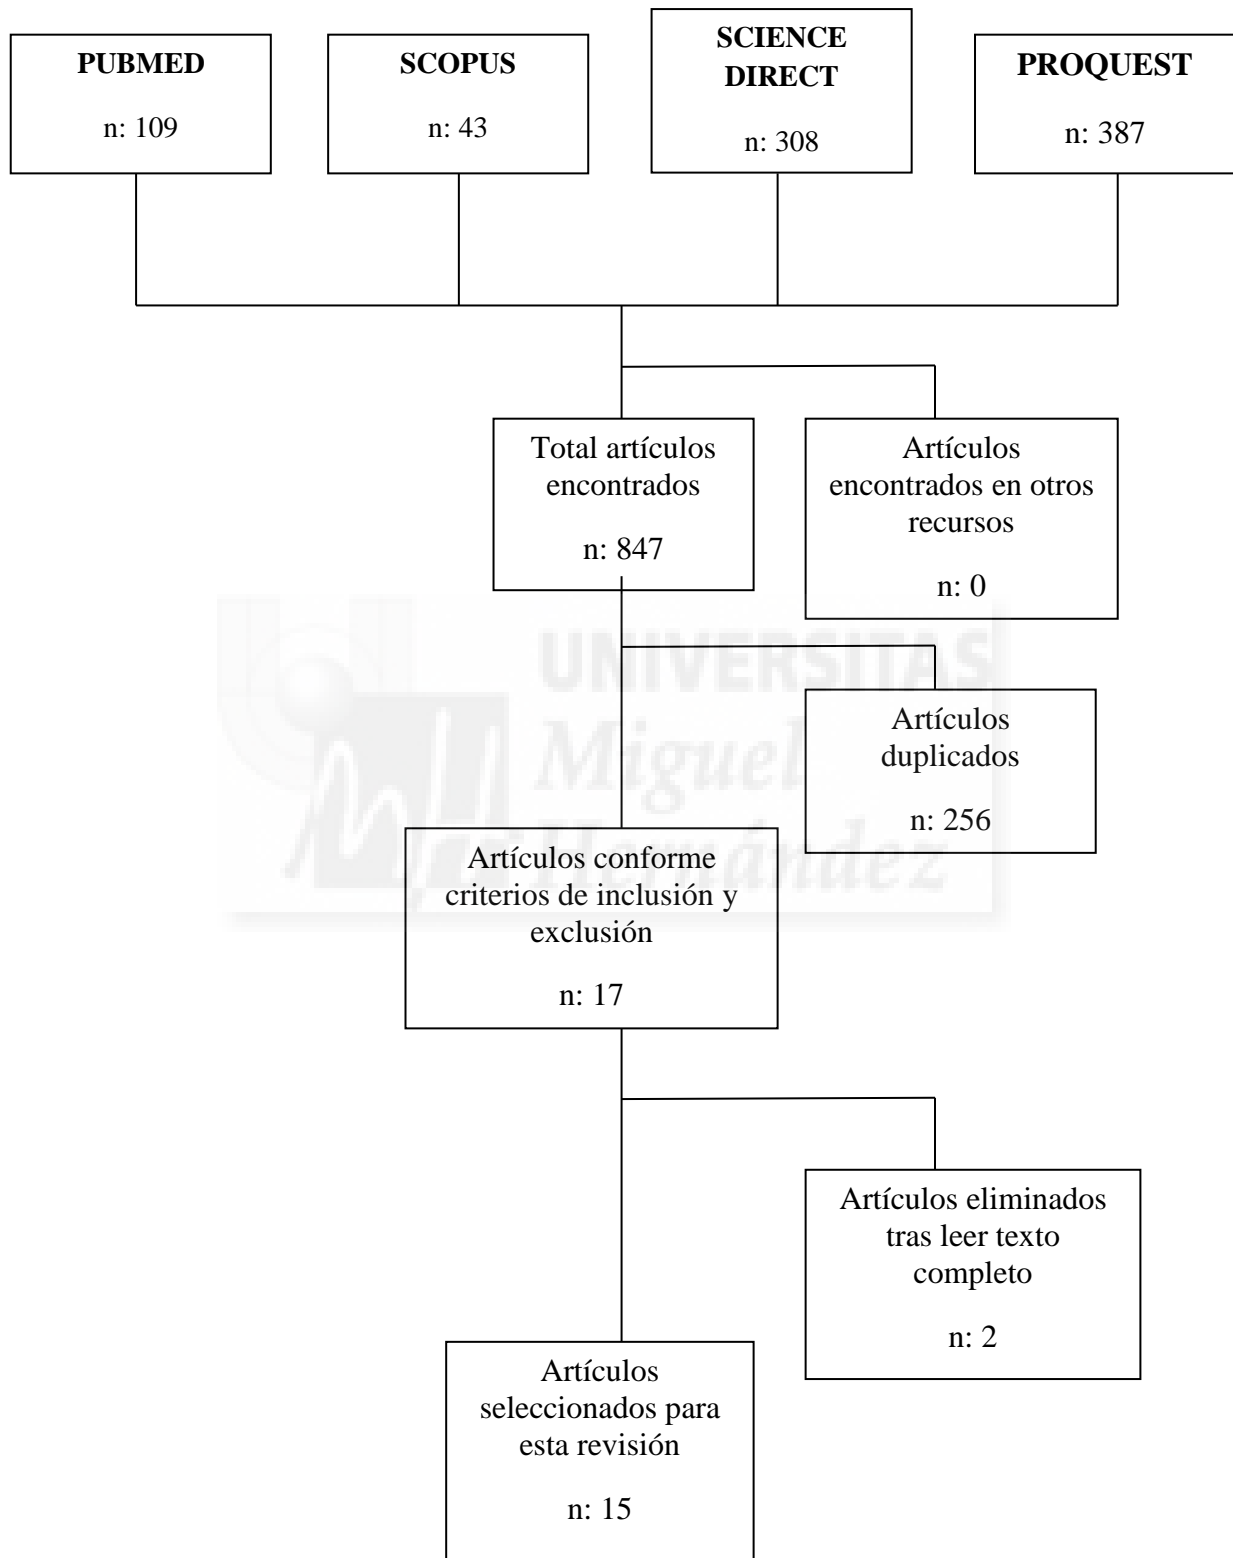 PUBMED
n: 109
SCOPUS
n: 43
SCIENCE
DIRECT
n: 308
PROQUEST
n: 387
Total artículos
encontrados
n: 847
Artículos
encontrados en otros
recursos
n: 0
UNIVERSITAS
Miguel
Hernández
Artículos
duplicados
n: 256
Artículos conforme
criterios de inclusión y
exclusión
n: 17
Artículos eliminados
tras leer texto
completo
n: 2
Artículos
seleccionados para
esta revisión
n: 15